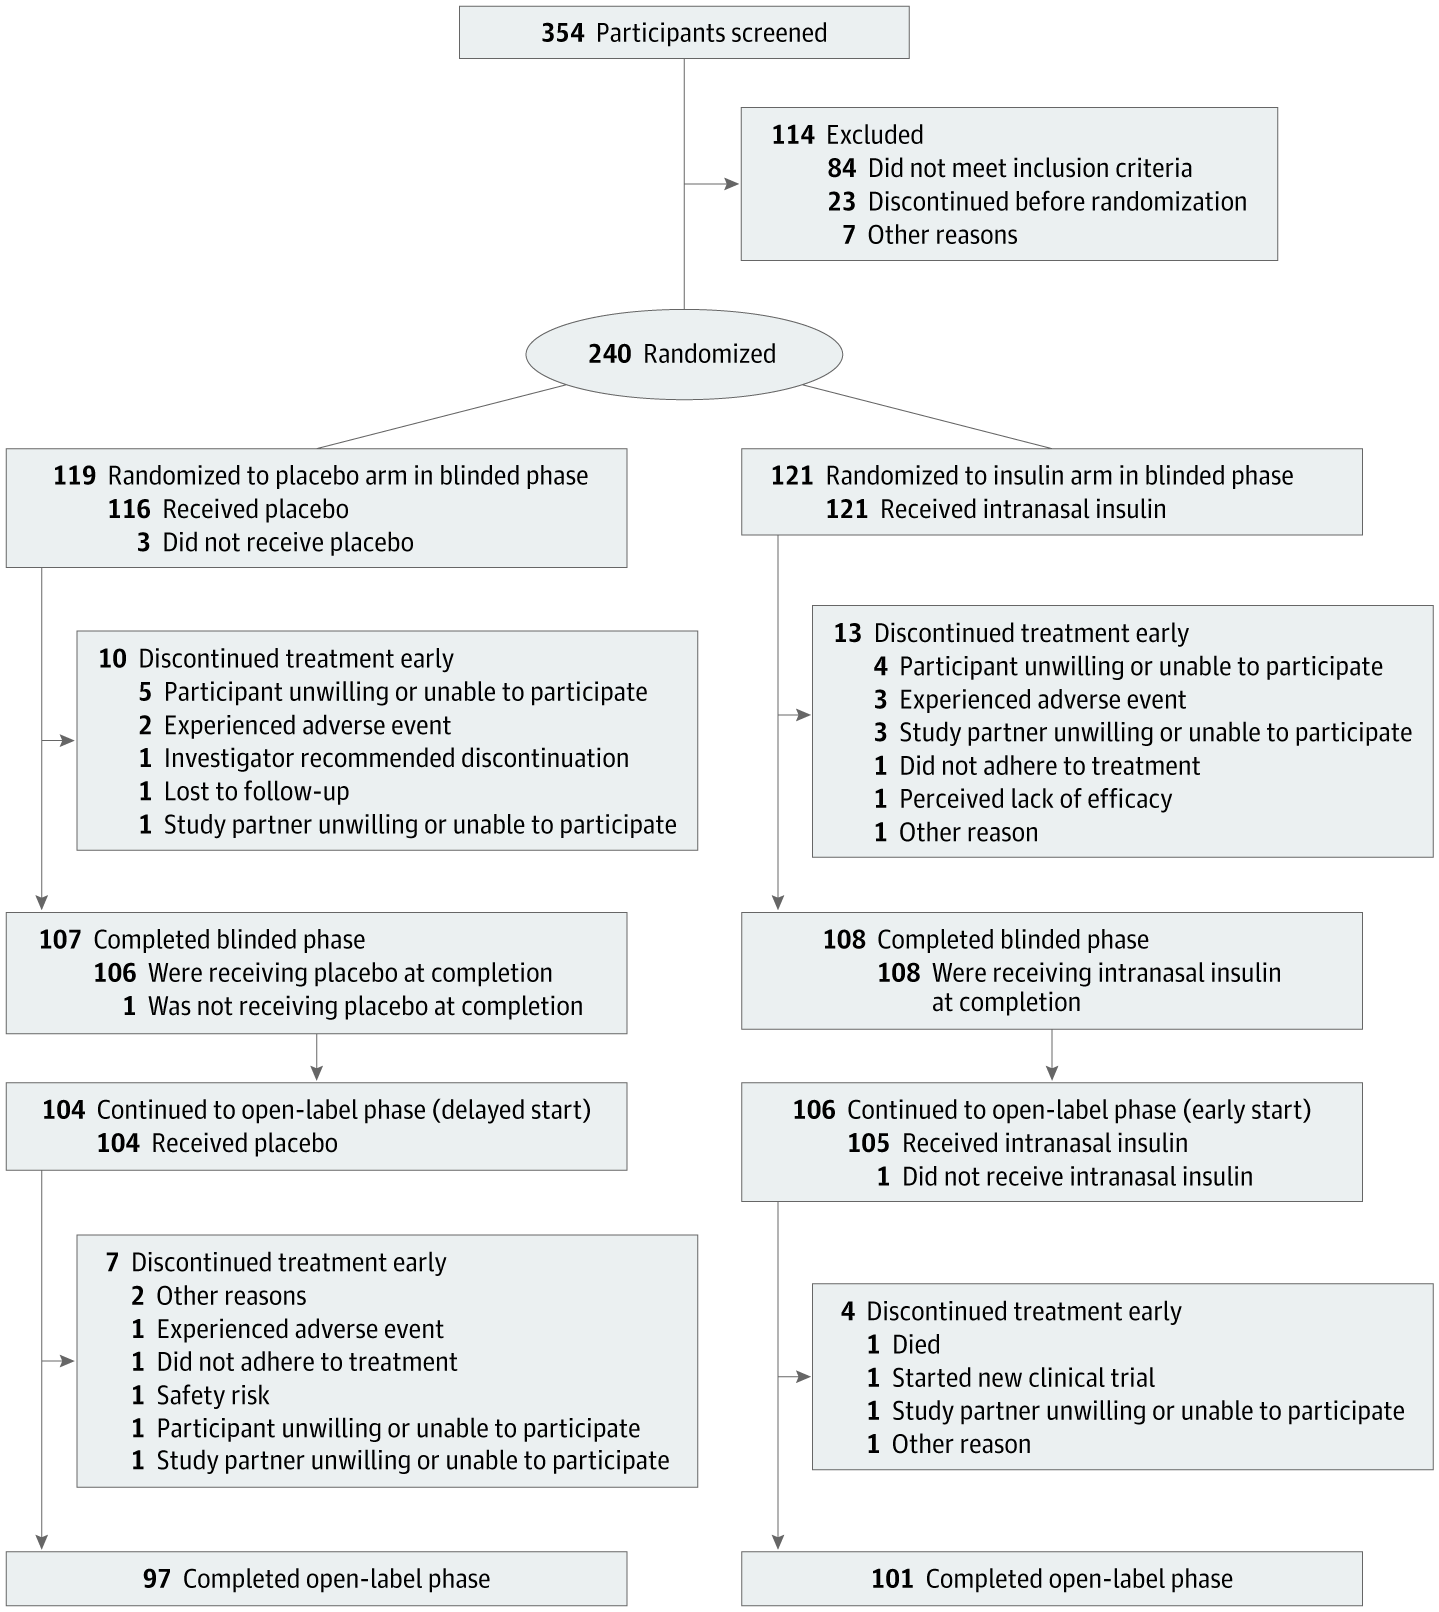 354 Participants screened
114 Excluded
84 Did not meet inclusion criteria
23 Discontinued before randomization
7 Other reasons
240 Randomized
119 Randomized to placebo arm in blinded phase
116 Received placebo
3 Did not receive placebo
121 Randomized to insulin arm in blinded phase
121 Received intranasal insulin
10 Discontinued treatment early
5 Participant unwilling or unable to participate
2 Experienced adverse event
1 Investigator recommended discontinuation
1 Lost to follow-up
1 Study partner unwilling or unable to participate
13 Discontinued treatment early
4 Participant unwilling or unable to participate
3 Experienced adverse event
3 Study partner unwilling or unable to participate
1 Did not adhere to treatment
1 Perceived lack of efficacy
1 Other reason
107 Completed blinded phase
106 Were receiving placebo at completion
1 Was not receiving placebo at completion
108 Completed blinded phase
108 Were receiving intranasal insulin
at completion
104 Continued to open-label phase (delayed start)
104 Received placebo
106 Continued to open-label phase (early start)
105 Received intranasal insulin
1 Did not receive intranasal insulin
7 Discontinued treatment early
2 Other reasons
1 Experienced adverse event
1 Did not adhere to treatment
1 Safety risk
1 Participant unwilling or unable to participate
1 Study partner unwilling or unable to participate
4 Discontinued treatment early
1 Died
1 Started new clinical trial
1 Study partner unwilling or unable to participate
1 Other reason
97 Completed open-label phase
101 Completed open-label phase